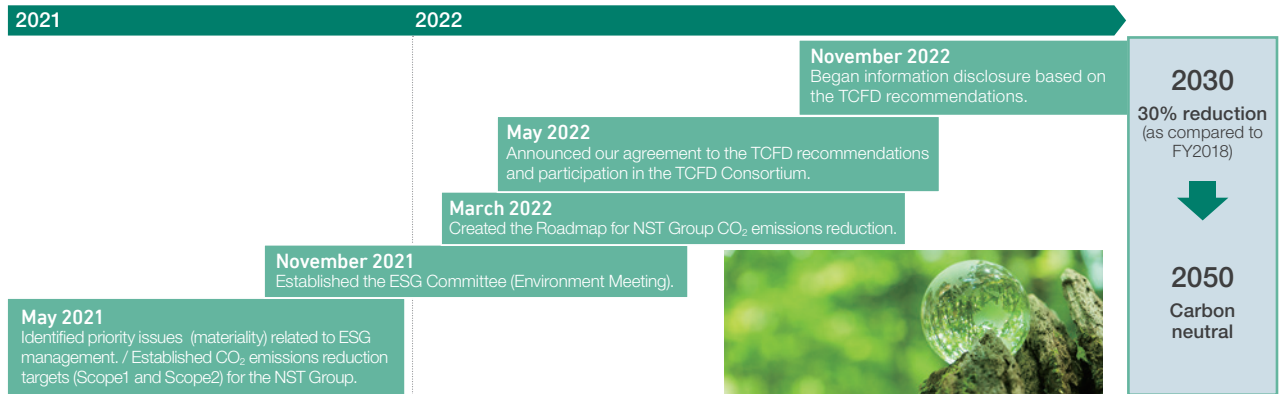 2021
2022
November 2022
Began information disclosure based on
the TCFD recommendations.
May 2022
Announced our agreement to the TCFD recommendations
and participation in the TCFD Consortium.
March 2022
Created the Roadmap for NST Group CO₂ emissions reduction.
November 2021
Established the ESG Committee (Environment Meeting).
May 2021
Identified priority issues (materiality) related to ESG
management. / Established CO₂ emissions reduction
targets (Scope1 and Scope2) for the NST Group.
2030
30% reduction
(as compared to
FY2018)
2050
Carbon
neutral